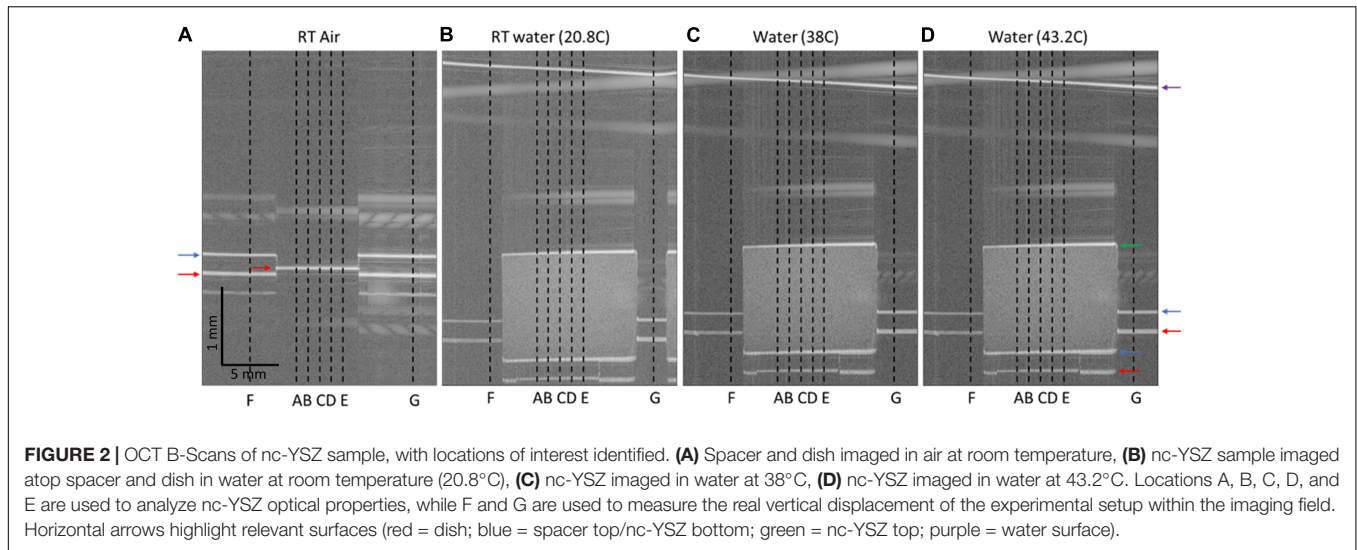 A RT Air B RT water (20.8C) C Water (38C) D Water (43.2C)
1 mm
5 mm
F AB CD E G F AB CD E G F AB CD E G F AB CD E G
FIGURE 2 | OCT B-Scans of nc-YSZ sample, with locations of interest identified. (A) Spacer and dish imaged in air at room temperature, (B) nc-YSZ sample imaged
atop spacer and dish in water at room temperature (20.8°C), (C) nc-YSZ imaged in water at 38°C, (D) nc-YSZ imaged in water at 43.2°C. Locations A, B, C, D, and
E are used to analyze nc-YSZ optical properties, while F and G are used to measure the real vertical displacement of the experimental setup within the imaging field.
Horizontal arrows highlight relevant surfaces (red = dish; blue = spacer top/nc-YSZ bottom; green = nc-YSZ top; purple = water surface).